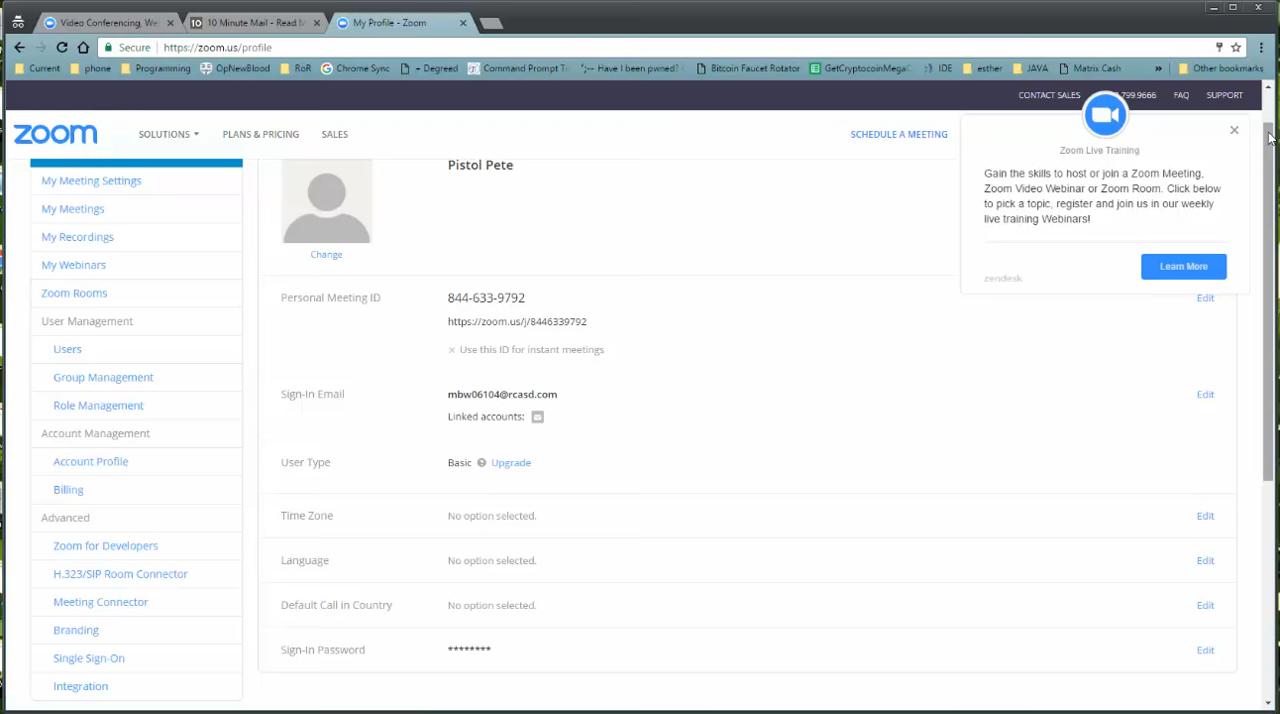 Video Conferencing, We
10 10 Minute Mail - Read M
My Profile - Zoom
Secure https://zoom.us/profile
Current phone Programming OpNewBlood RoR Chrome Sync - Degreed Command Prompt Tr Have I been pwned? Bitcoin Faucet Rotator GetCryptocoinMegaC IDE esther JAVA Matrix Cash » Other bookmarks
CONTACT SALES .799.9666 FAQ SUPPORT
zoom SOLUTIONS PLANS & PRICING SALES SCHEDULE A MEETING
Zoom Live Training
Gain the skills to host or join a Zoom Meeting,
Zoom Video Webinar or Zoom Room. Click below
to pick a topic, register and join us in our weekly
live training Webinars!
zendesk
Learn More
My Meeting Settings
My Meetings
My Recordings
My Webinars
Zoom Rooms
User Management
Users
Group Management
Role Management
Account Management
Account Profile
Billing
Advanced
Zoom for Developers
H.323/SIP Room Connector
Meeting Connector
Branding
Single Sign-On
Integration
Pistol Pete
Change
Personal Meeting ID 844-633-9792 Edit
https://zoom.us/j/8446339792
× Use this ID for instant meetings
Sign-In Email mbw06104@rcasd.com Edit
Linked accounts:
User Type Basic Upgrade
Time Zone No option selected. Edit
Language No option selected. Edit
Default Call in Country No option selected. Edit
Sign-In Password ******** Edit